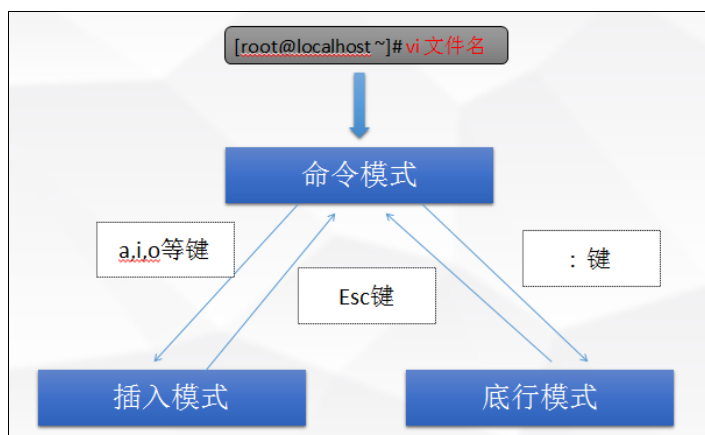 [root@localhost ~]# vi 文件名
命令模式
a,i,o等键
：键
Esc键
插入模式
底行模式